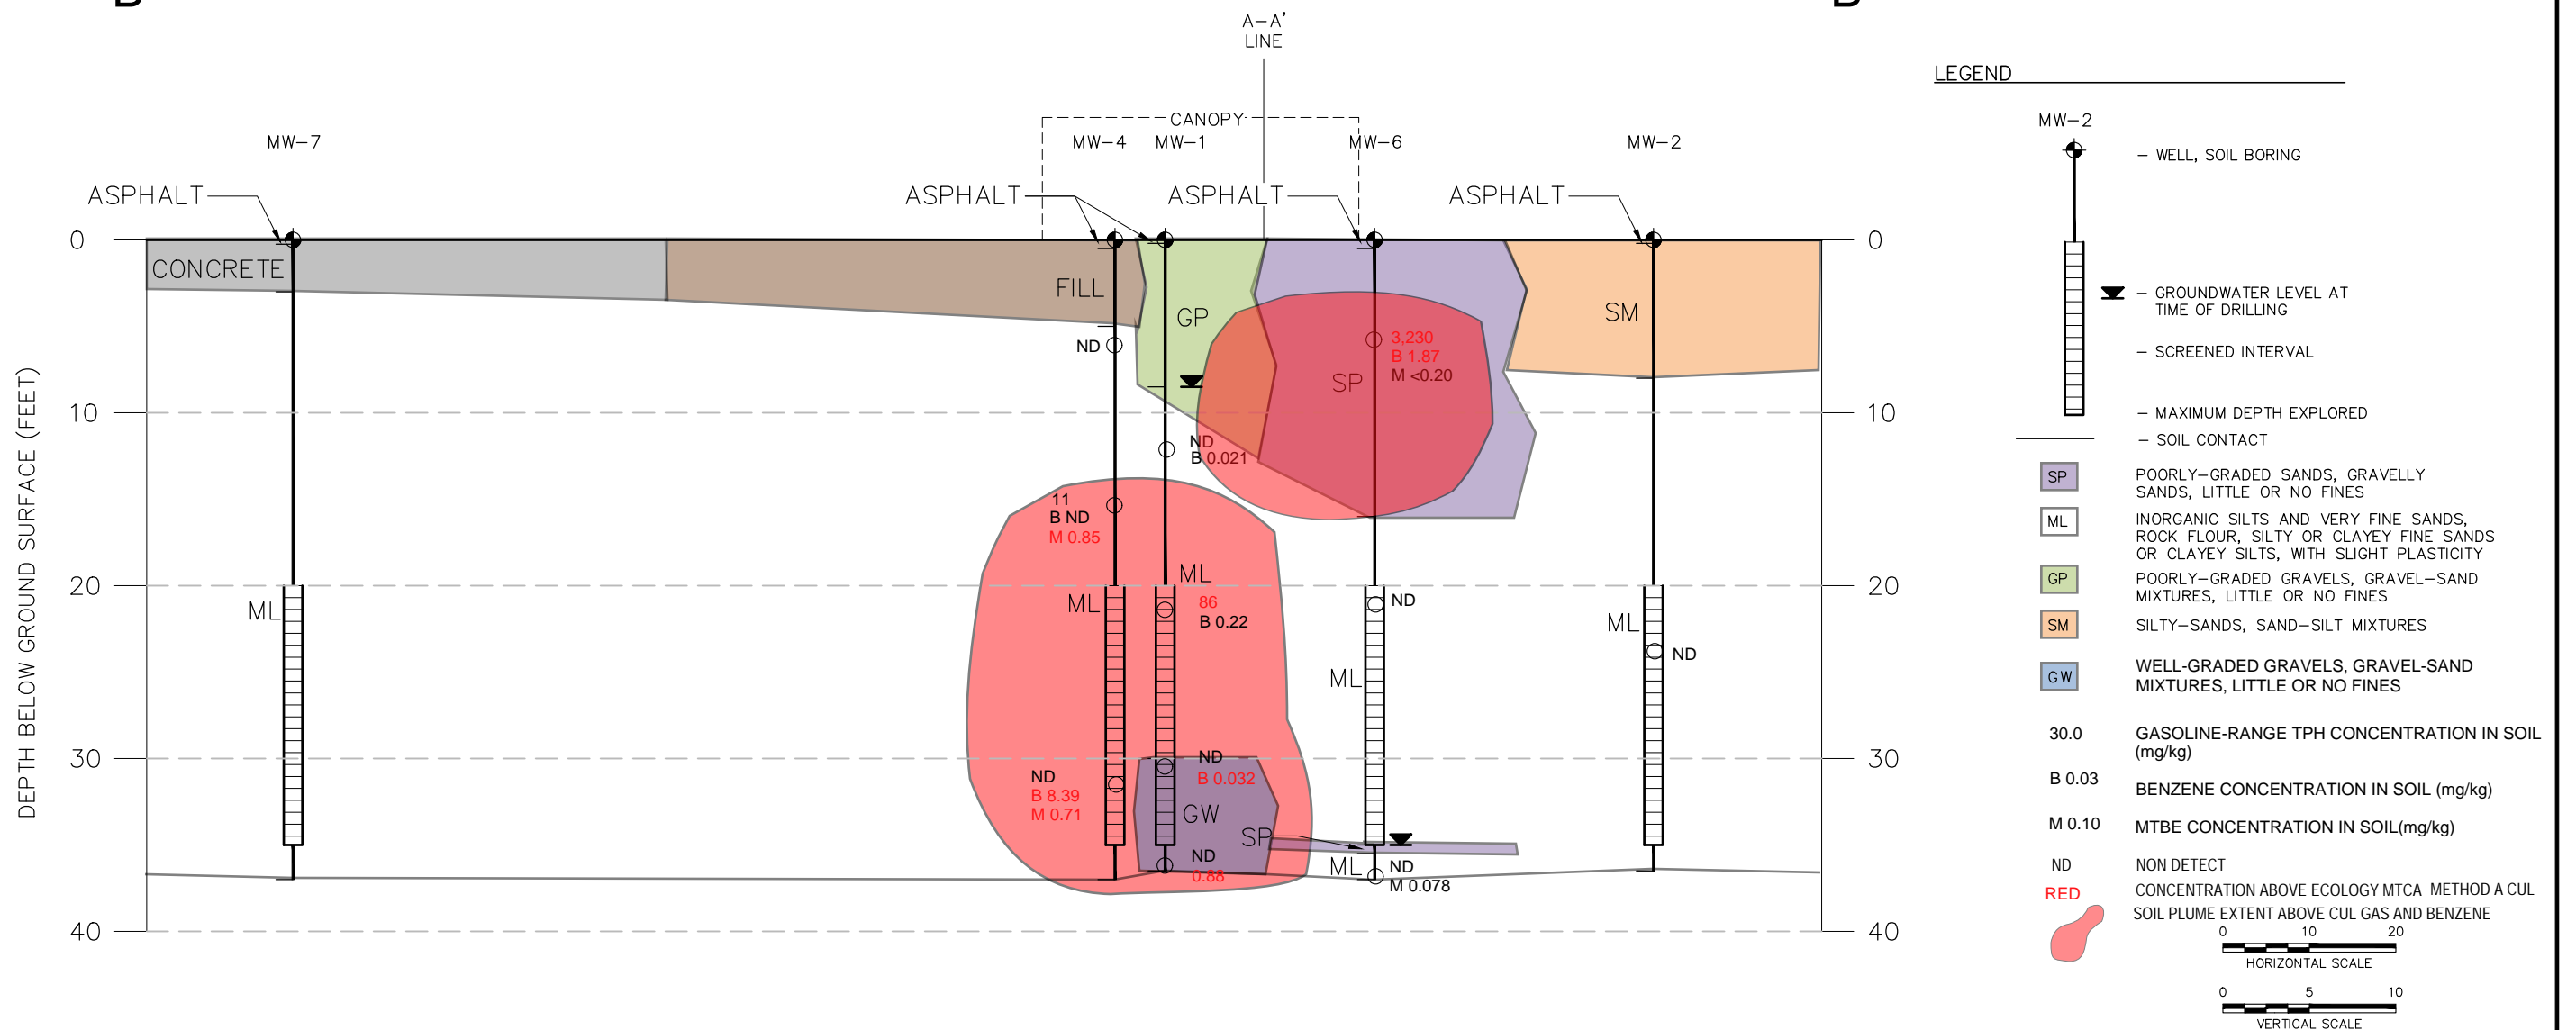 A-A'
LINE
CANOPY
MW-7
MW-4
MW-1
MW-6
MW-2
ASPHALT
ASPHALT
ASPHALT
ASPHALT
DEPTH BELOW GROUND SURFACE (FEET)
0
10
20
30
40
0
10
20
30
40
CONCRETE
FILL
GP
SP
SM
ND
3,230
B 1.87
M <0.20
ND
B 0.021
11
B ND
M 0.85
ML
ML
ML
86
B 0.22
ND
ML
ML
ND
ND
B 8.39
M 0.71
ND
B 0.032
GW
SP
ND
0.88
ML
ND
M 0.078
LEGEND
MW-2
- WELL, SOIL BORING
- GROUNDWATER LEVEL AT
TIME OF DRILLING
- SCREENED INTERVAL
- MAXIMUM DEPTH EXPLORED
- SOIL CONTACT
SP
POORLY-GRADED SANDS, GRAVELLY
SANDS, LITTLE OR NO FINES
ML
INORGANIC SILTS AND VERY FINE SANDS,
ROCK FLOUR, SILTY OR CLAYEY FINE SANDS
OR CLAYEY SILTS, WITH SLIGHT PLASTICITY
GP
POORLY-GRADED GRAVELS, GRAVEL-SAND
MIXTURES, LITTLE OR NO FINES
SM
SILTY-SANDS, SAND-SILT MIXTURES
GW
WELL-GRADED GRAVELS, GRAVEL-SAND
MIXTURES, LITTLE OR NO FINES
30.0
GASOLINE-RANGE TPH CONCENTRATION IN SOIL
(mg/kg)
B 0.03
BENZENE CONCENTRATION IN SOIL (mg/kg)
M 0.10
MTBE CONCENTRATION IN SOIL(mg/kg)
ND
NON DETECT
RED
CONCENTRATION ABOVE ECOLOGY MTCA METHOD A CUL
SOIL PLUME EXTENT ABOVE CUL GAS AND BENZENE
0 10 20
HORIZONTAL SCALE
0 5 10
VERTICAL SCALE